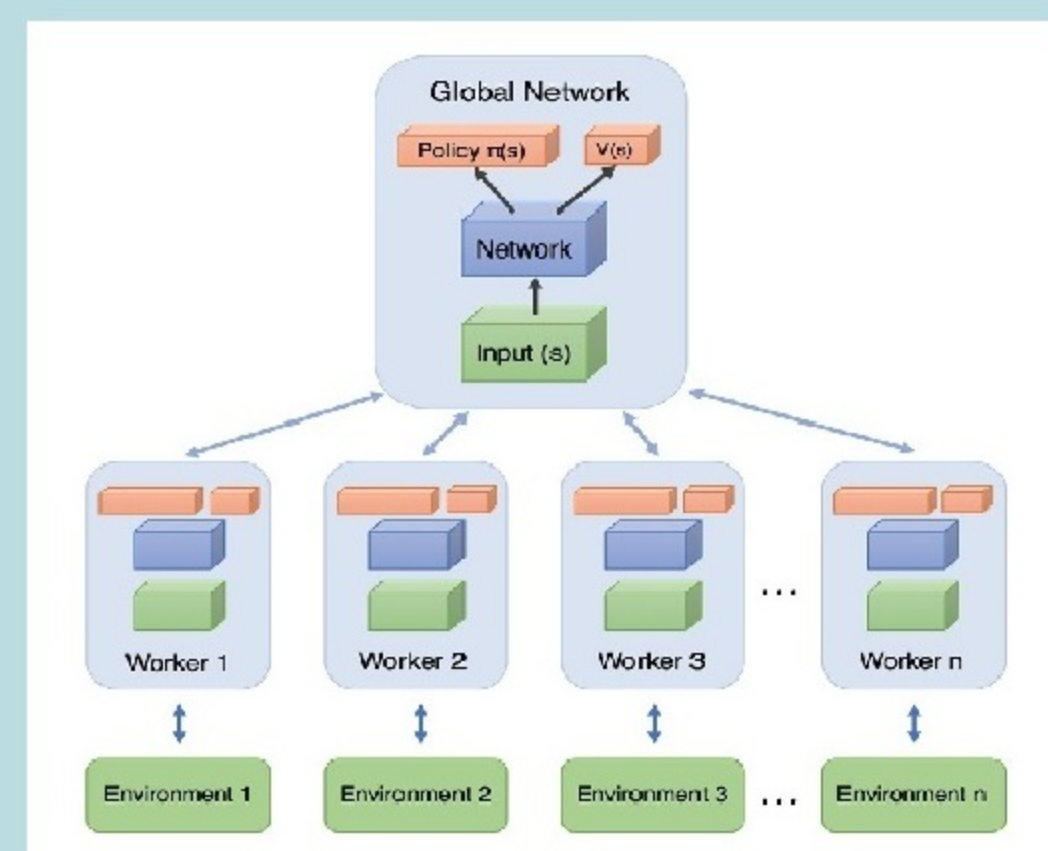 Global Network
Policy π(s) V(s)
Network
Input (s)
Worker 1 Worker 2 Worker 3 ... Worker n
Environment 1 Environment 2 Environment 3 ... Environment n